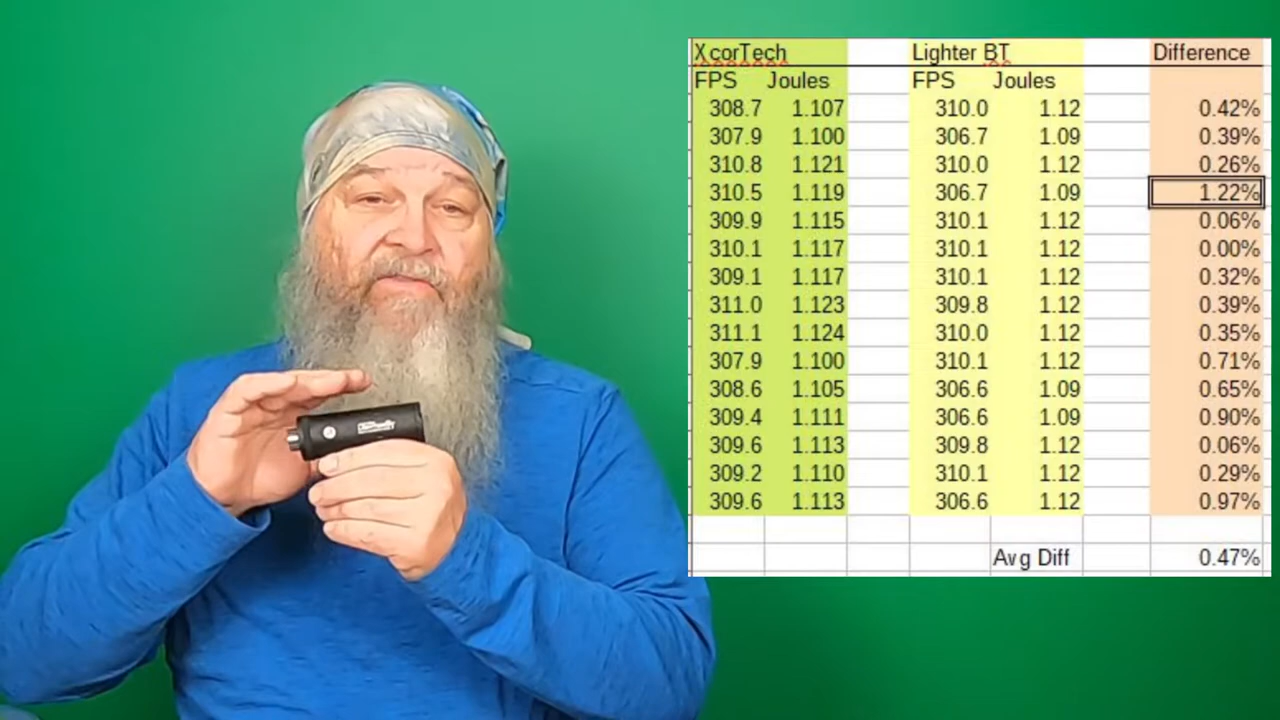 XcorTech Lighter BT Difference
FPS Joules FPS Joules
308.7 1.107 310.0 1.12 0.42%
307.9 1.100 306.7 1.09 0.39%
310.8 1.121 310.0 1.12 0.26%
310.5 1.119 306.7 1.09 1.22%
309.9 1.115 310.1 1.12 0.06%
310.1 1.117 310.1 1.12 0.00%
309.1 1.117 310.1 1.12 0.32%
311.0 1.123 309.8 1.12 0.39%
311.1 1.124 310.0 1.12 0.35%
307.9 1.100 310.1 1.12 0.71%
308.6 1.105 306.6 1.09 0.65%
309.4 1.111 306.6 1.09 0.90%
309.6 1.113 309.8 1.12 0.06%
309.2 1.110 310.1 1.12 0.29%
309.6 1.113 306.6 1.12 0.97%
Avg Diff 0.47%